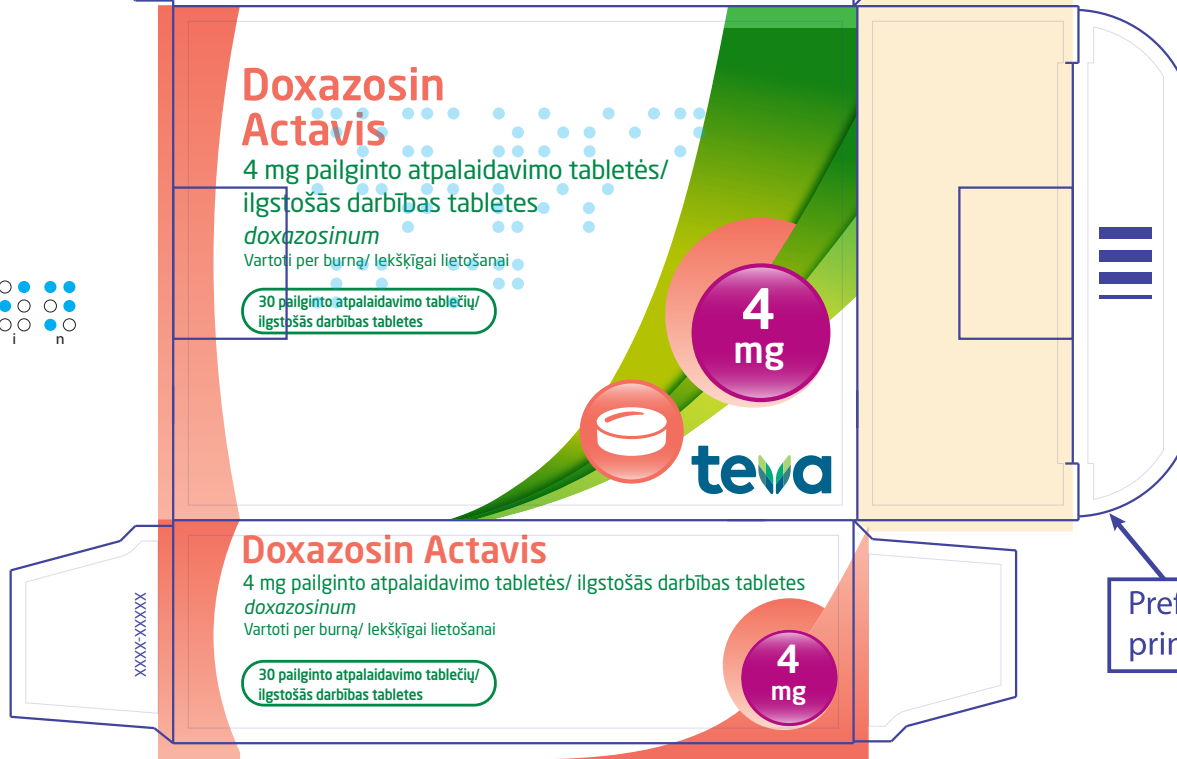 Doxazosin
Actavis
4 mg pailginto atpalaidavimo tabletės/
ilgstošās darbības tabletes
doxazosinum
Vartoti per burną/ Iekšķīgai lietošanai
30 pailginto atpalaidavimo tablečių/
ilgstošās darbības tabletes
4
mg
teva
i n
Doxazosin Actavis
4 mg pailginto atpalaidavimo tabletės/ ilgstošās darbības tabletes
doxazosinum
Vartoti per burną/ Iekšķīgai lietošanai
30 pailginto atpalaidavimo tablečių/
ilgstošās darbības tabletes
4
mg
XXXX-XXXXX